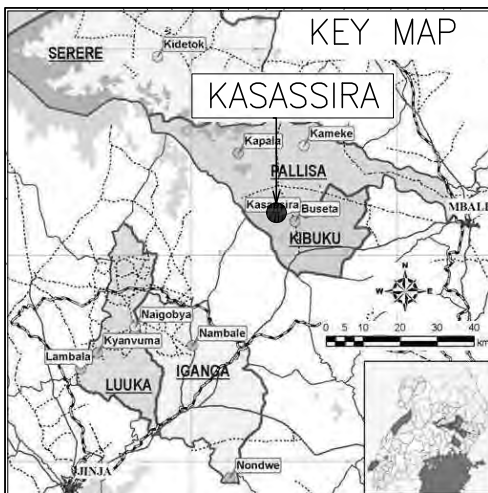 KEY MAP
SERERE
Kidetok
KASASSIRA
Kapala
Kameke
PALLISA
Kasassira
Buseta
KIBUKU
MBALE
N
W
E
S
Naigobya
Nambale
Kyanvuma
Lambala
LUUKA
IGANGA
0 5 10 20 30 40
km
JINJA
Nondwe